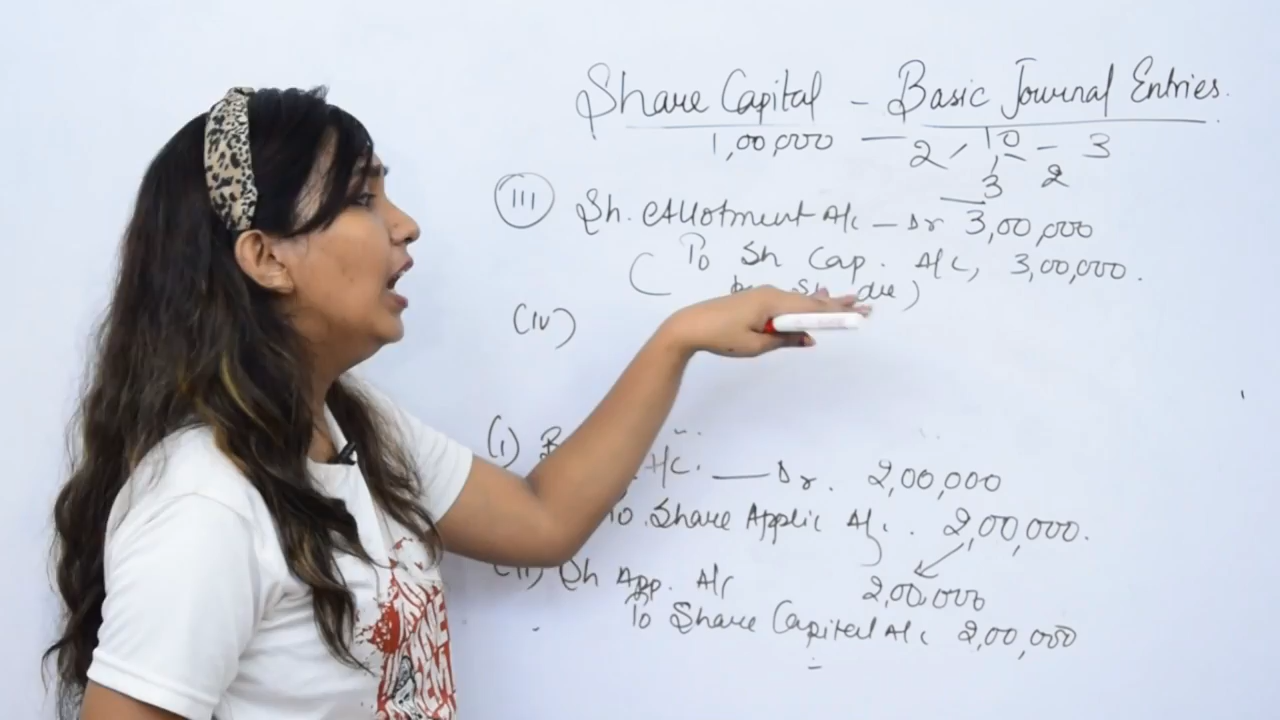 Share Capital - Basic Journal Entries.
1,00,000 — 2 / 10 - 3
3 2
(III) Sh. Allotment A/c — Dr 3,00,000
To Sh Cap. A/c, 3,00,000.
( due)
(iv)
(i) A/c. — Dr. 2,00,000
To Share Applic A/c. 2,00,000.
(ii) Sh App. A/c 2,00,000
To Share Capital A/c 2,00,000